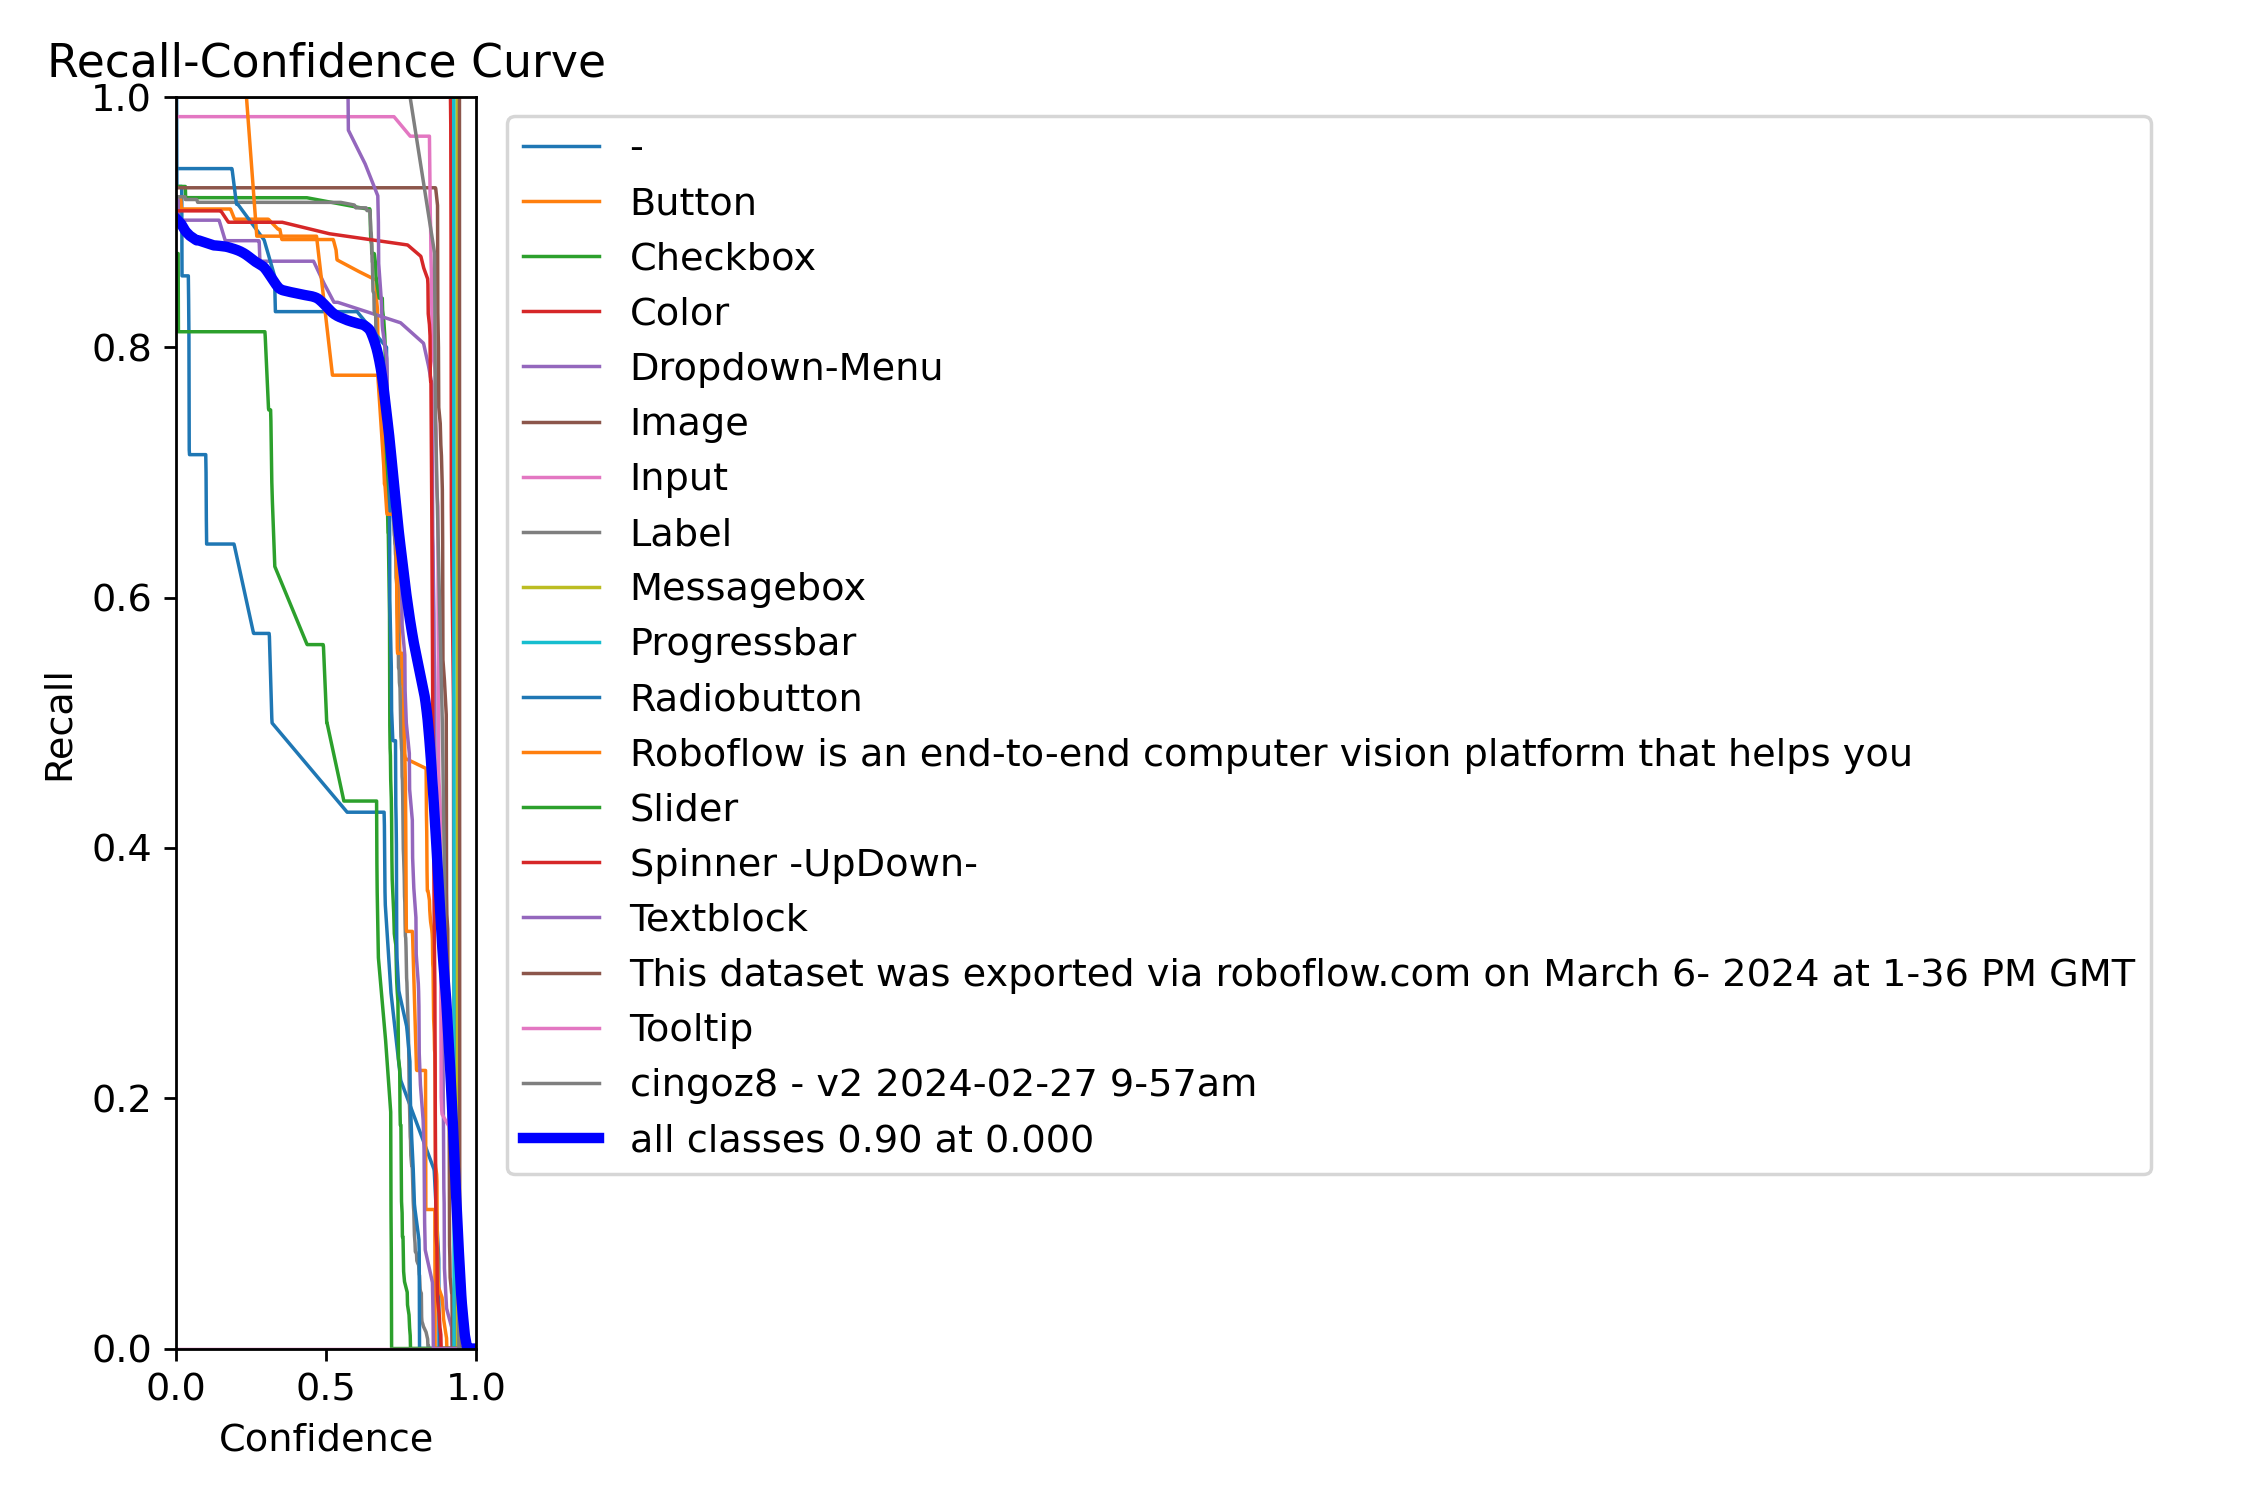 Recall-Confidence Curve
1.0
0.8
0.6
0.4
0.2
0.0
Recall
0.0 0.5 1.0
Confidence
-
Button
Checkbox
Color
Dropdown-Menu
Image
Input
Label
Messagebox
Progressbar
Radiobutton
Roboflow is an end-to-end computer vision platform that helps you
Slider
Spinner -UpDown-
Textblock
This dataset was exported via roboflow.com on March 6- 2024 at 1-36 PM GMT
Tooltip
cingoz8 - v2 2024-02-27 9-57am
all classes 0.90 at 0.000